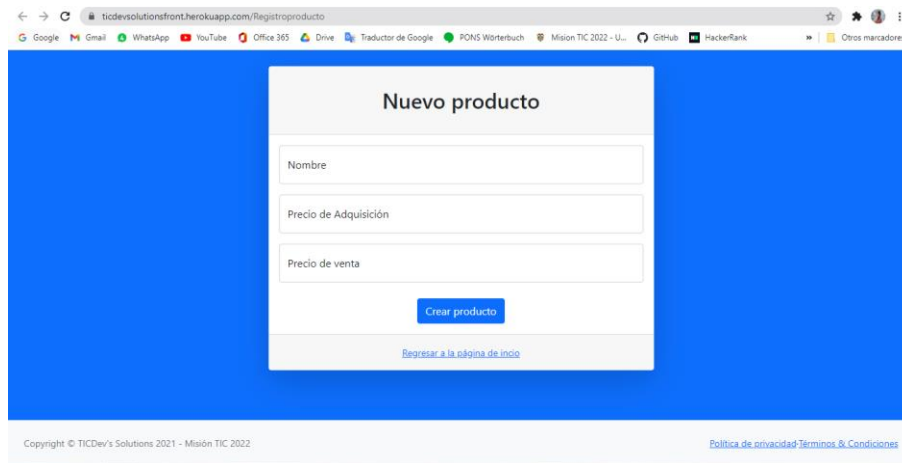 ticdevsolutionsfront.herokuapp.com/Registroproducto
Google Gmail WhatsApp YouTube Office 365 Drive Traductor de Google PONS Wörterbuch Mision TIC 2022 - U... GitHub HackerRank » Otros marcadores
Nuevo producto
Nombre
Precio de Adquisición
Precio de venta
Crear producto
Regresar a la página de incio
Copyright © TICDev's Solutions 2021 - Misión TIC 2022 Política de privacidad·Términos & Condiciones